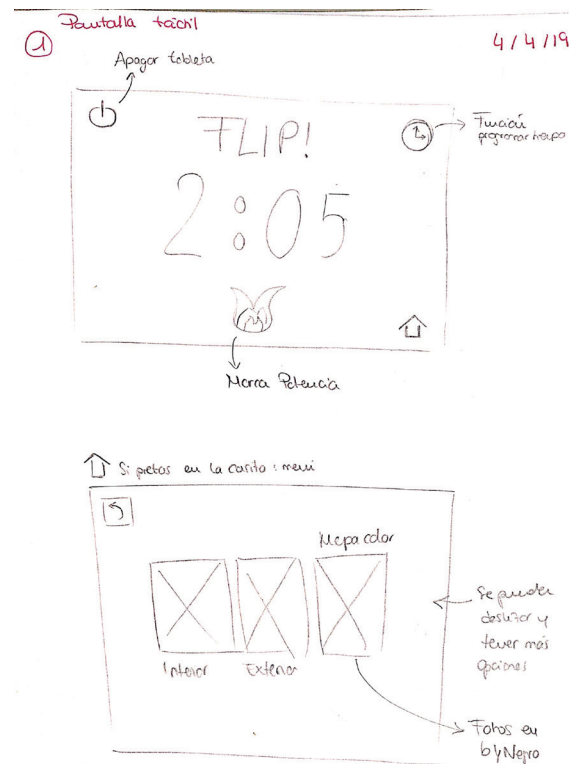 Pantalla táctil
1
4/4/19
Apagar tableta
FLIP!
Función
programar tiempo
2:05
Marca Potencia
Si pretas en la casita: menú
Mapa color
Interior
Exterior
Se pueden
deslizar y
tener más
opciones
Fotos en
b y Negro